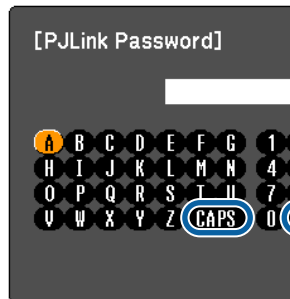 [PJLink Password]
A B C D E F G 1
H I J K L M N 4
O P Q R S T U 7
V W X Y Z CAPS 0